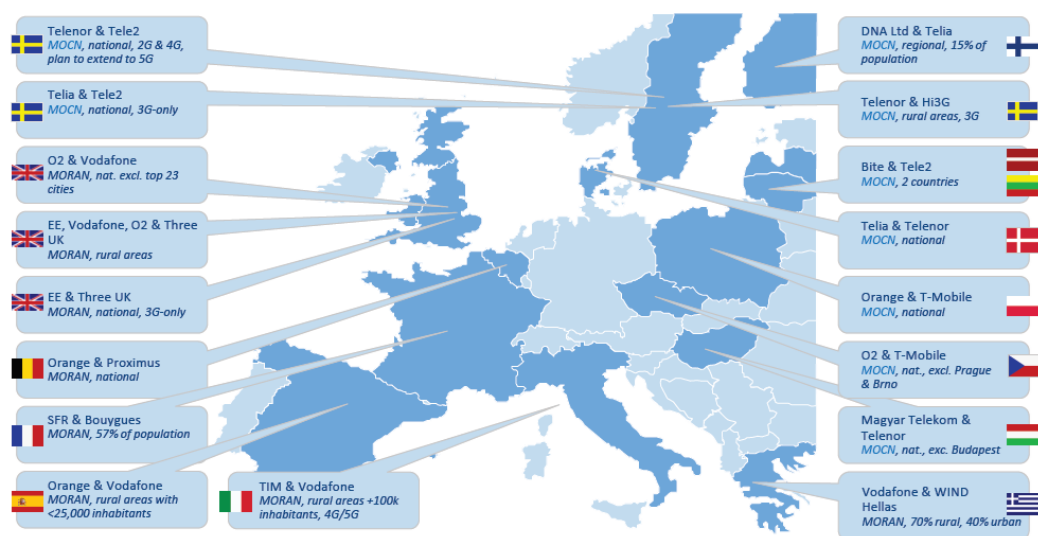 Telenor & Tele2
MOCN, national, 2G & 4G,
plan to extend to 5G
Telia & Tele2
MOCN, national, 3G-only
O2 & Vodafone
MORAN, nat. excl. top 23
cities
EE, Vodafone, O2 & Three
UK
MORAN, rural areas
EE & Three UK
MORAN, national, 3G-only
Orange & Proximus
MORAN, national
SFR & Bouygues
MORAN, 57% of population
Orange & Vodafone
MORAN, rural areas with
<25,000 inhabitants
TIM & Vodafone
MORAN, rural areas +100k
inhabitants, 4G/5G
DNA Ltd & Telia
MOCN, regional, 15% of
population
Telenor & Hi3G
MOCN, rural areas, 3G
Bite & Tele2
MOCN, 2 countries
Telia & Telenor
MOCN, national
Orange & T-Mobile
MOCN, national
O2 & T-Mobile
MOCN, nat., excl. Prague
& Brno
Magyar Telekom &
Telenor
MOCN, nat., exc. Budapest
Vodafone & WIND
Hellas
MORAN, 70% rural, 40% urban